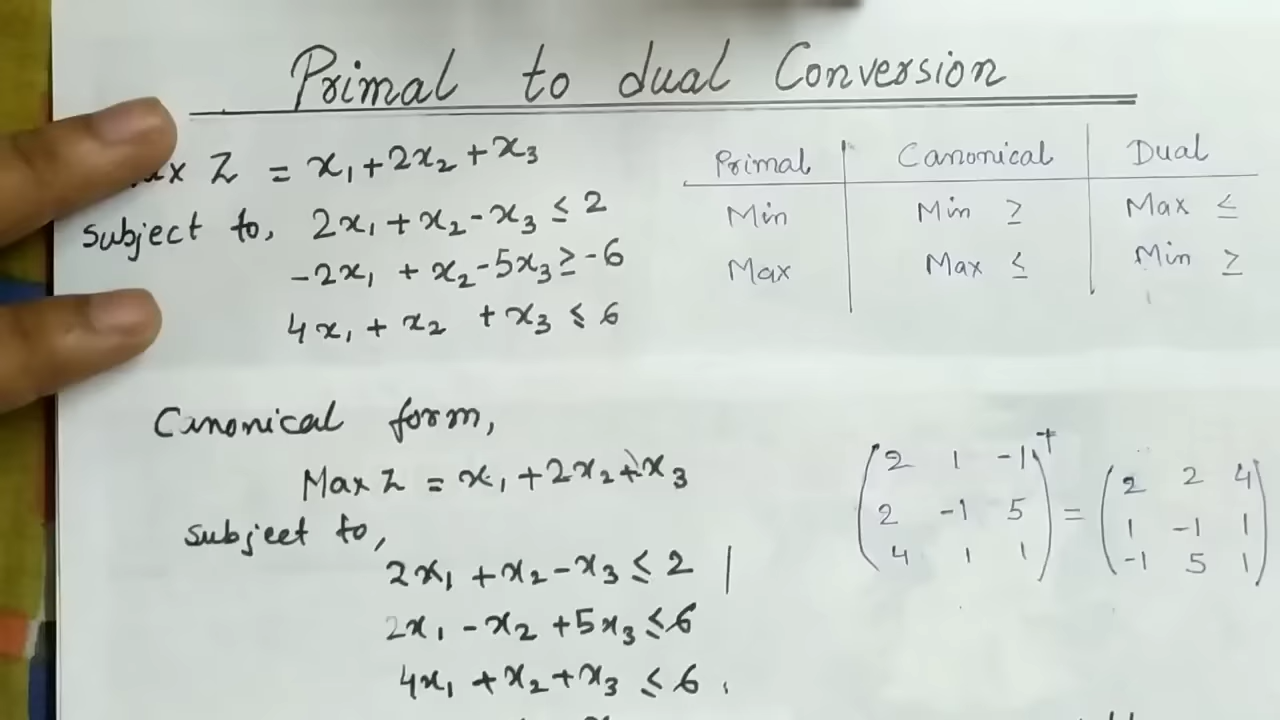 Primal to dual Conversion
Z = x₁ + 2x₂ + x₃
subject to, 2x₁ + x₂ - x₃ ≤ 2
-2x₁ + x₂ - 5x₃ ≥ -6
4x₁ + x₂ + x₃ ≤ 6
Primal | Canonical | Dual
Min | Min ≥ | Max ≤
Max | Max ≤ | Min ≥
Canonical form,
Max Z = x₁ + 2x₂ + x₃
subject to,
2x₁ + x₂ - x₃ ≤ 2
2x₁ - x₂ + 5x₃ ≤ 6
4x₁ + x₂ + x₃ ≤ 6,
(2 1 -1)ᵀ (2 2 4)
(2 -1 5) = (1 -1 1)
(4 1 1) (-1 5 1)